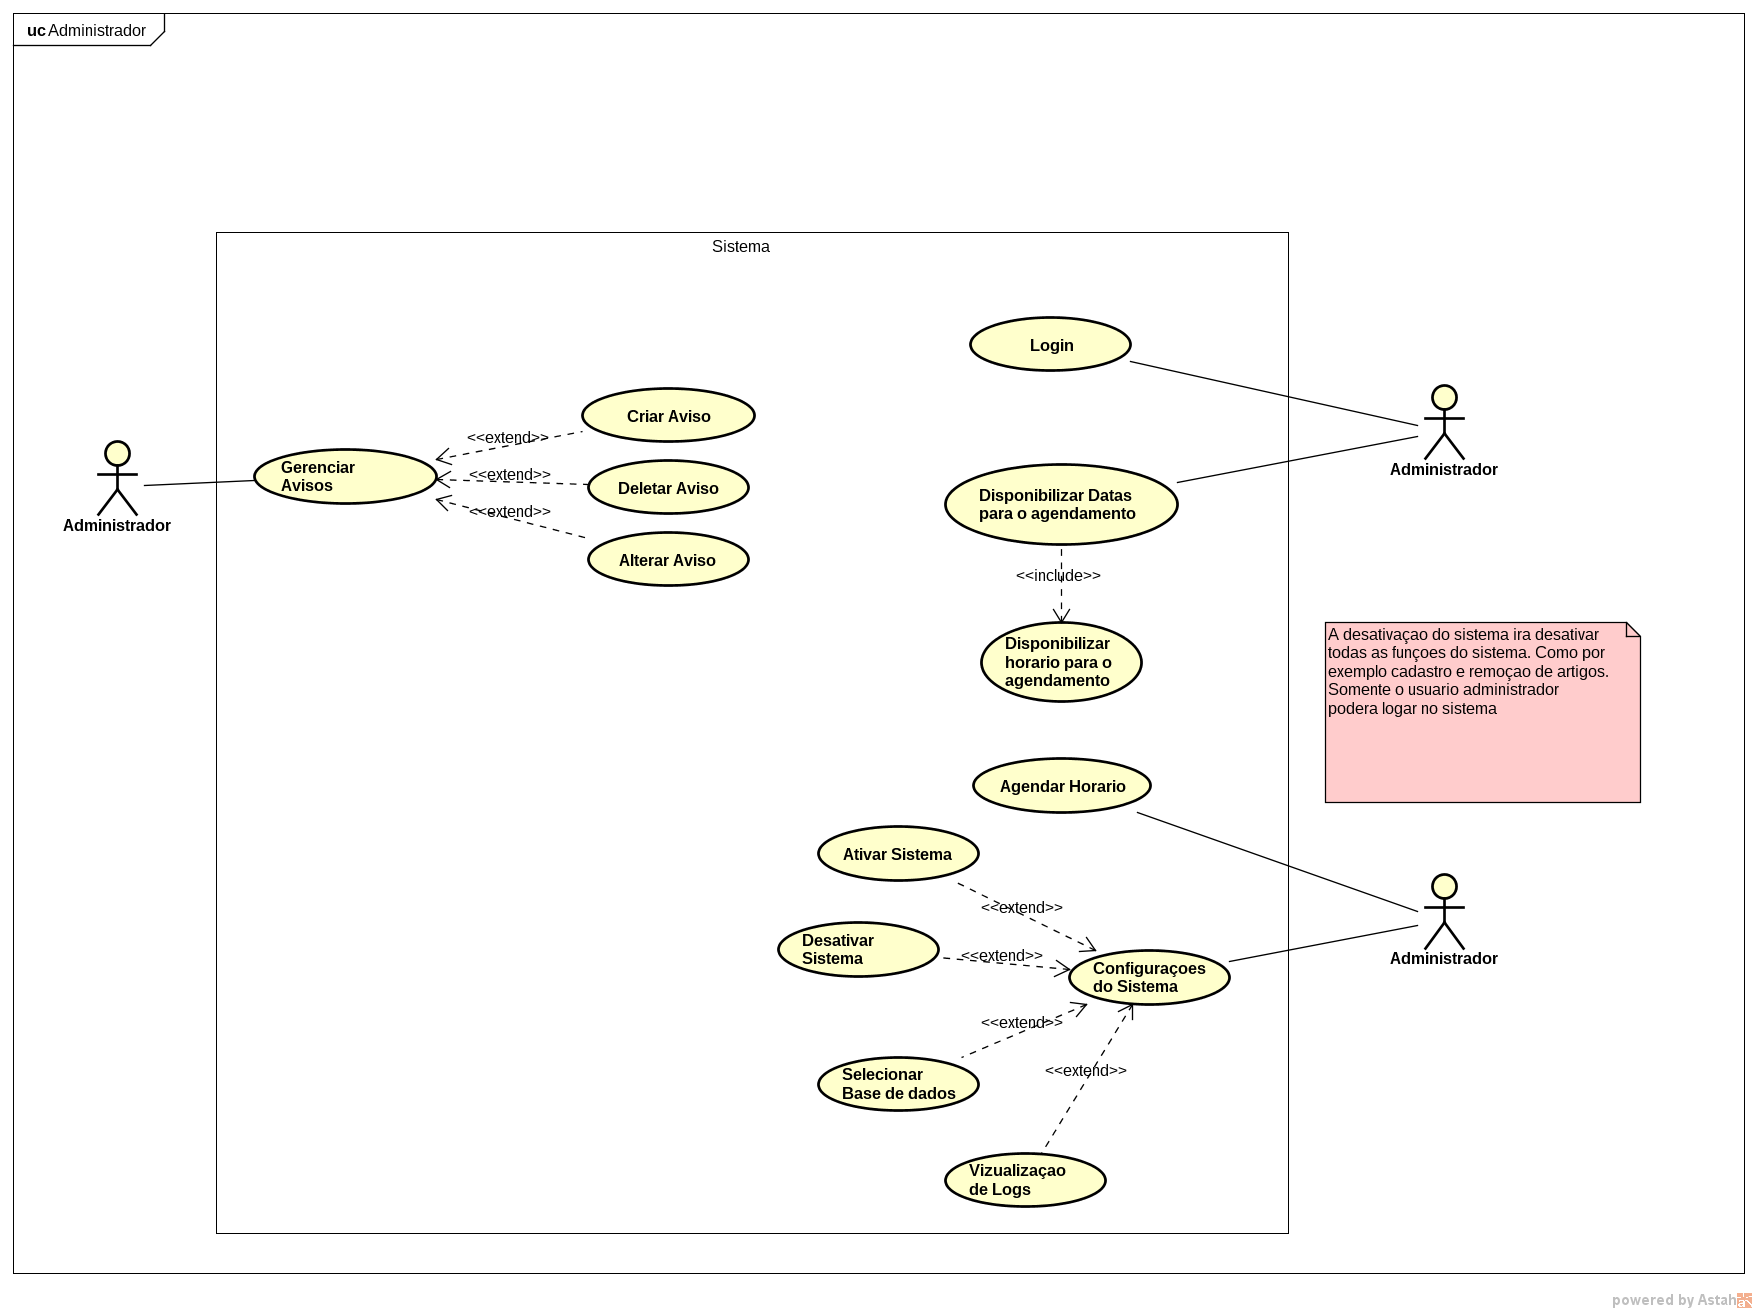 uc Administrador
Sistema
Login
Criar Aviso
<<extend>>
Gerenciar
Avisos
<<extend>>
Deletar Aviso
<<extend>>
Alterar Aviso
Administrador
Administrador
Disponibilizar Datas
para o agendamento
<<include>>
Disponibilizar
horario para o
agendamento
A desativaçao do sistema ira desativar
todas as funçoes do sistema. Como por
exemplo cadastro e remoçao de artigos.
Somente o usuario administrador
podera logar no sistema
Agendar Horario
Ativar Sistema
<<extend>>
Desativar
Sistema
<<extend>>
Configuraçoes
do Sistema
Administrador
<<extend>>
Selecionar
Base de dados
<<extend>>
Vizualizaçao
de Logs
powered by Astah